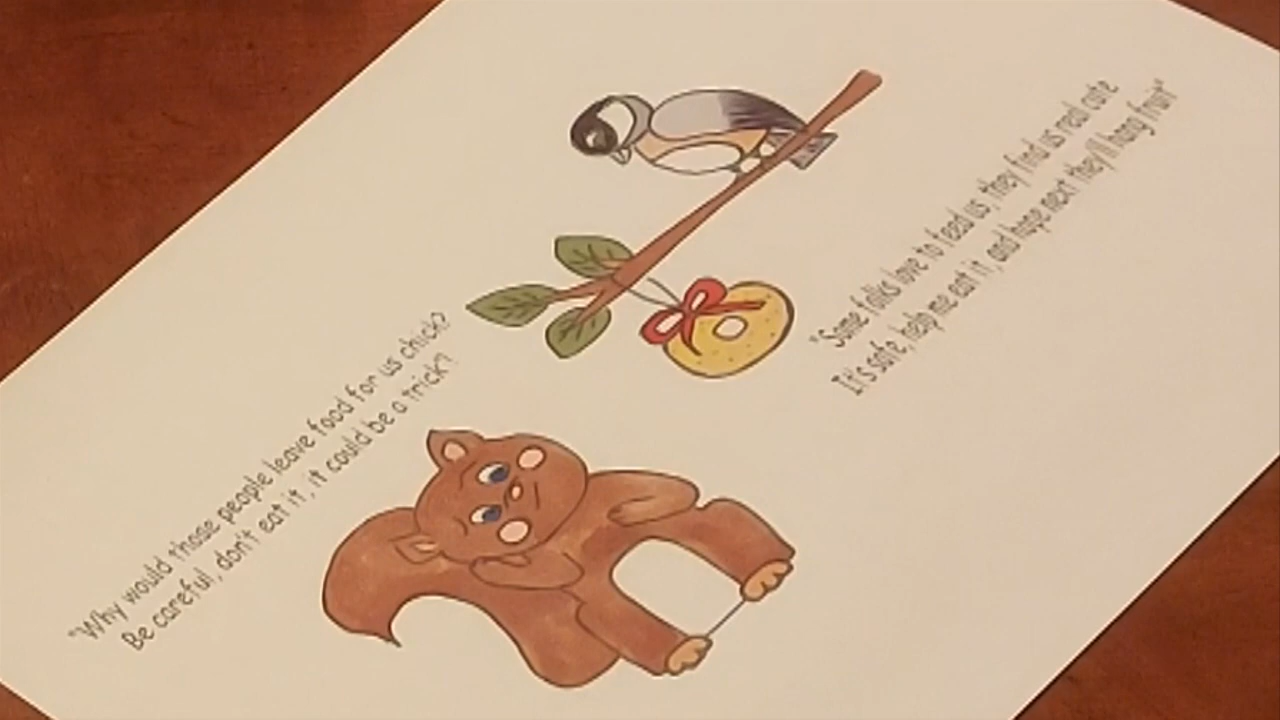 "Why would those people leave food for us chick?
Be careful, don't eat it, it could be a trick?
"Some folks love to feed us, they find us real cute
It's safe, help me eat it, and hope next they'll hang fruit"